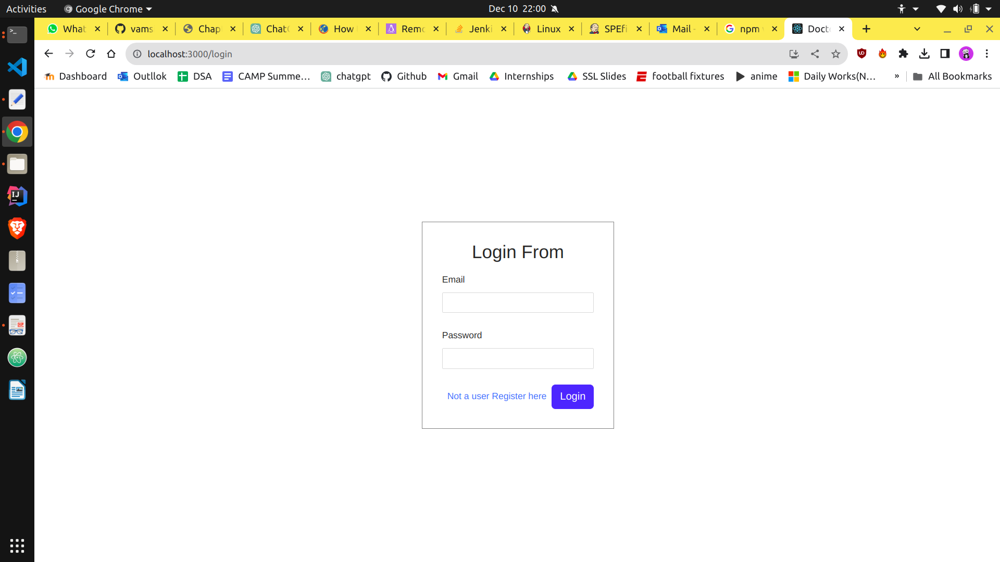 Activities Google Chrome Dec 10 22:00
What vams Chap Chat How Remo Jenki Linux SPEfi Mail - npm Docto
localhost:3000/login
Dashboard Outllok DSA CAMP Summe... chatgpt Github Gmail Internships SSL Slides football fixtures anime Daily Works(N... » All Bookmarks
Login From
Email
Password
Not a user Register here Login